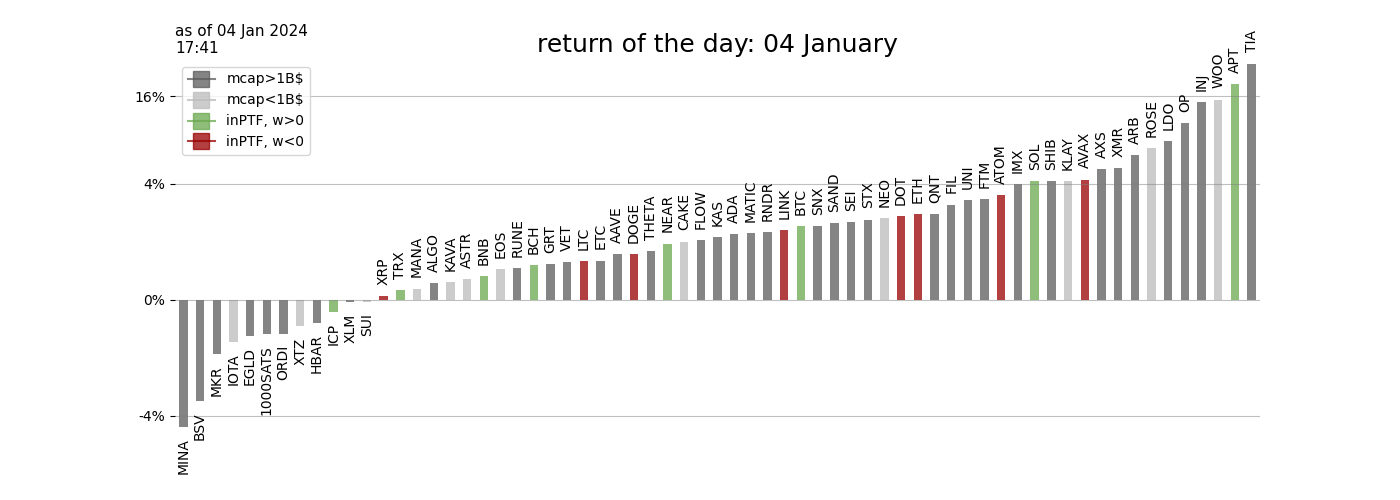 as of 04 Jan 2024
17:41
return of the day: 04 January
mcap>1B$
mcap<1B$
inPTF, w>0
inPTF, w<0
16%
4%
0%
-4%
MINA
BSV
MKR
IOTA
EGLD
1000SATS
ORDI
XTZ
HBAR
ICP
XLM
SUI
XRP
TRX
MANA
ALGO
KAVA
ASTR
BNB
EOS
RUNE
BCH
GRT
VET
LTC
ETC
AAVE
DOGE
THETA
NEAR
CAKE
FLOW
KAS
ADA
MATIC
RNDR
LINK
BTC
SNX
SAND
SEI
STX
NEO
DOT
ETH
QNT
FIL
UNI
FTM
ATOM
IMX
SOL
SHIB
KLAY
AVAX
AXS
XMR
ARB
ROSE
LDO
OP
INJ
WOO
APT
TIA